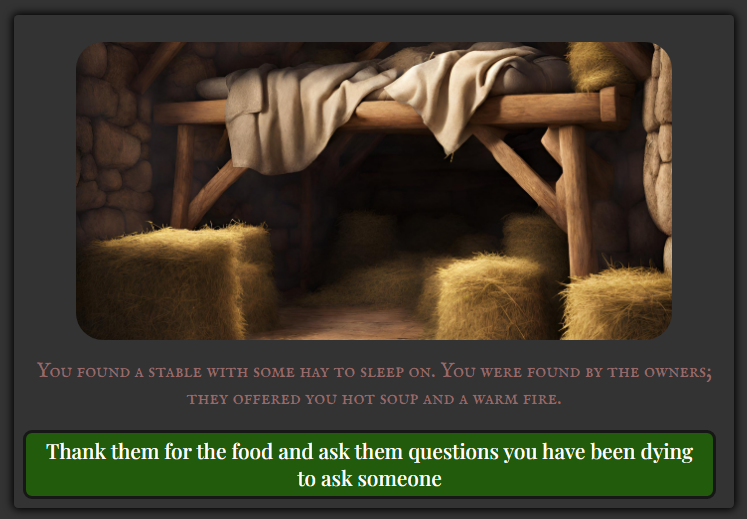 You found a stable with some hay to sleep on. You were found by the owners;
they offered you hot soup and a warm fire.
Thank them for the food and ask them questions you have been dying
to ask someone